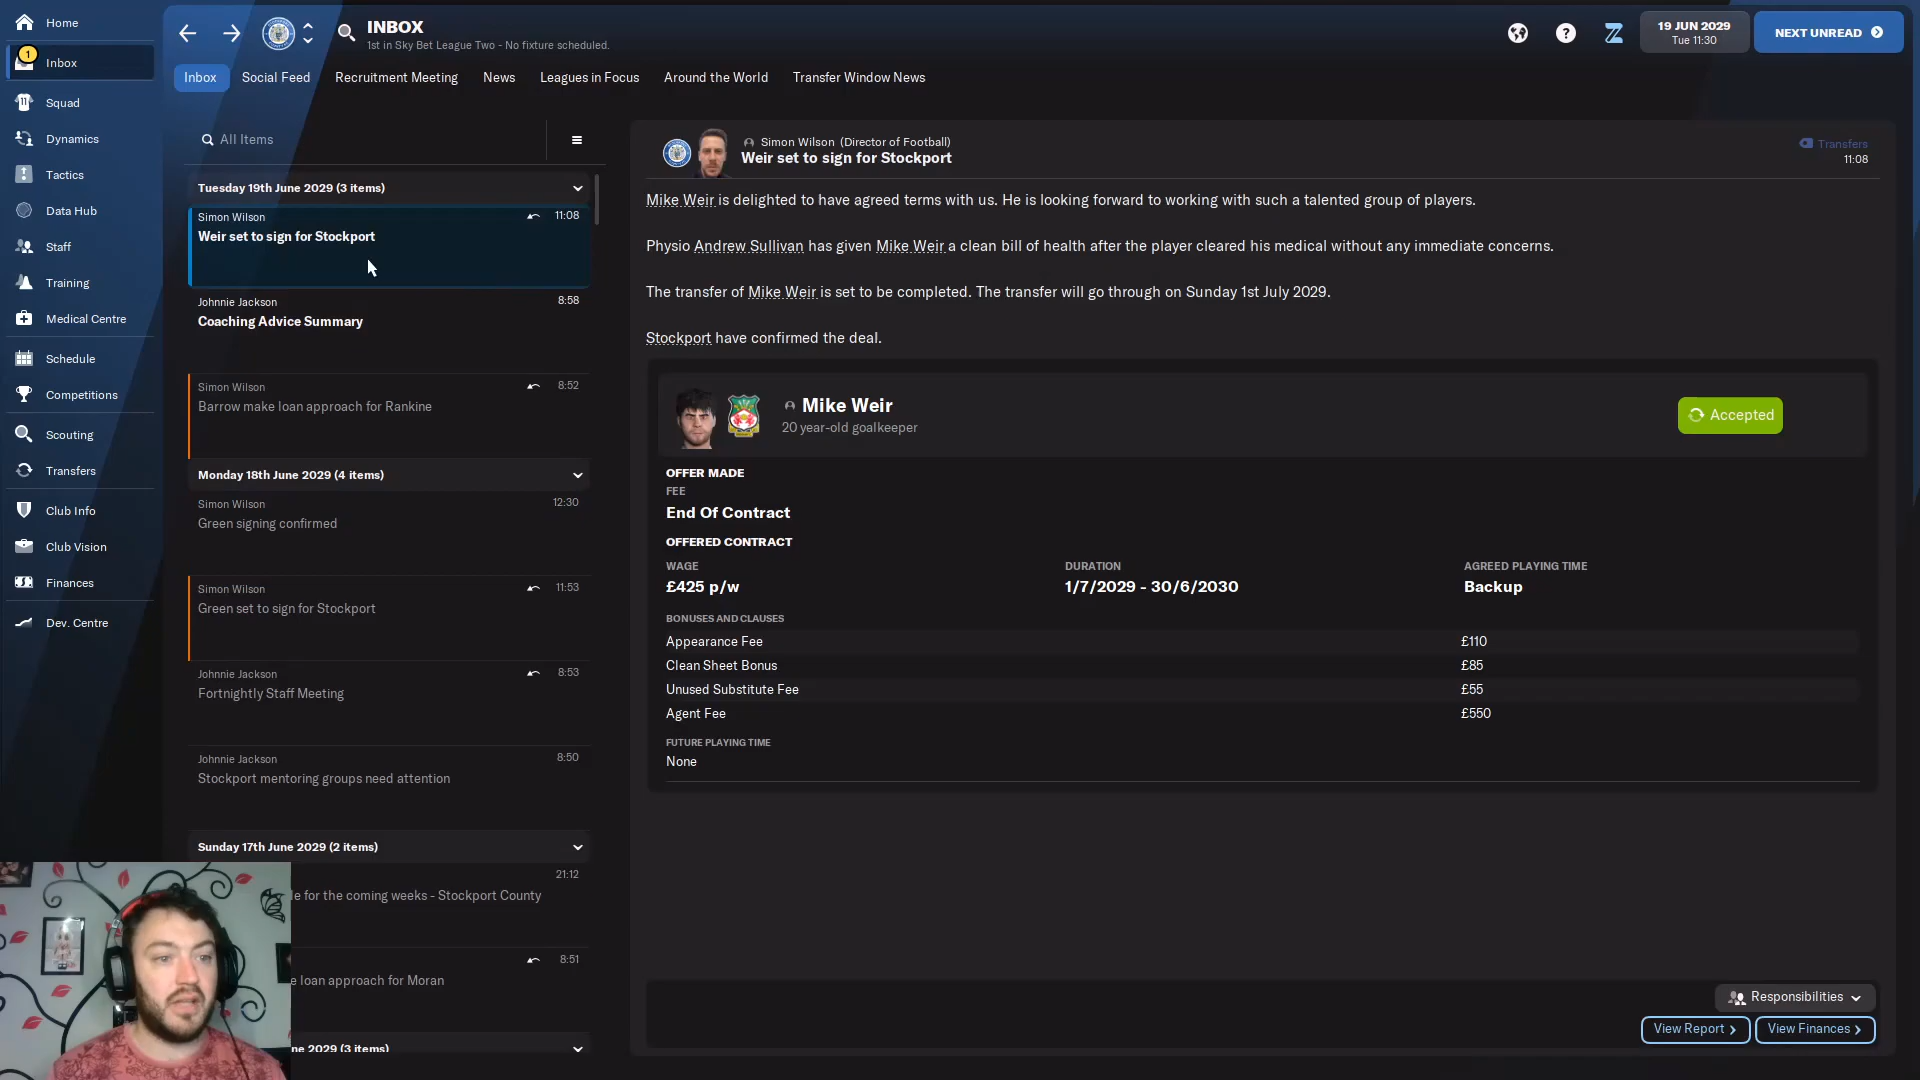 Home
1
Inbox
Squad
Dynamics
Tactics
Data Hub
Staff
Training
Medical Centre
Schedule
Competitions
Scouting
Transfers
Club Info
Club Vision
Finances
Dev. Centre
INBOX
1st in Sky Bet League Two - No fixture scheduled.
19 JUN 2029
Tue 11:30
NEXT UNREAD
Inbox Social Feed Recruitment Meeting News Leagues in Focus Around the World Transfer Window News
All Items
Tuesday 19th June 2029 (3 items)
Simon Wilson 11:08
Weir set to sign for Stockport
Johnnie Jackson 8:58
Coaching Advice Summary
Simon Wilson 8:52
Barrow make loan approach for Rankine
Monday 18th June 2029 (4 items)
Simon Wilson 12:30
Green signing confirmed
Simon Wilson 11:53
Green set to sign for Stockport
Johnnie Jackson 8:53
Fortnightly Staff Meeting
Johnnie Jackson 8:50
Stockport mentoring groups need attention
Sunday 17th June 2029 (2 items)
21:12
le for the coming weeks - Stockport County
8:51
e loan approach for Moran
ne 2029 (3 items)
Simon Wilson (Director of Football)
Weir set to sign for Stockport
Transfers
11:08
Mike Weir is delighted to have agreed terms with us. He is looking forward to working with such a talented group of players.
Physio Andrew Sullivan has given Mike Weir a clean bill of health after the player cleared his medical without any immediate concerns.
The transfer of Mike Weir is set to be completed. The transfer will go through on Sunday 1st July 2029.
Stockport have confirmed the deal.
Mike Weir
20 year-old goalkeeper
Accepted
OFFER MADE
FEE
End Of Contract
OFFERED CONTRACT
WAGE DURATION AGREED PLAYING TIME
£425 p/w 1/7/2029 - 30/6/2030 Backup
BONUSES AND CLAUSES
Appearance Fee £110
Clean Sheet Bonus £85
Unused Substitute Fee £55
Agent Fee £550
FUTURE PLAYING TIME
None
Responsibilities
View Report
View Finances